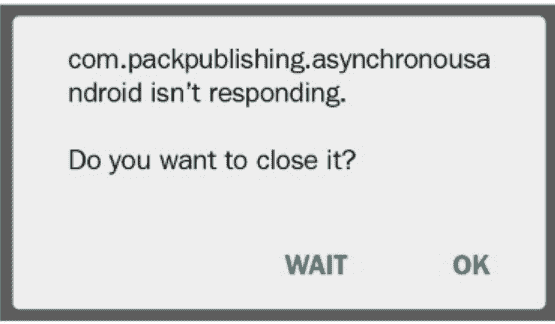 com.packpublishing.asynchronousa
ndroid isn't responding.
Do you want to close it?
WAIT OK